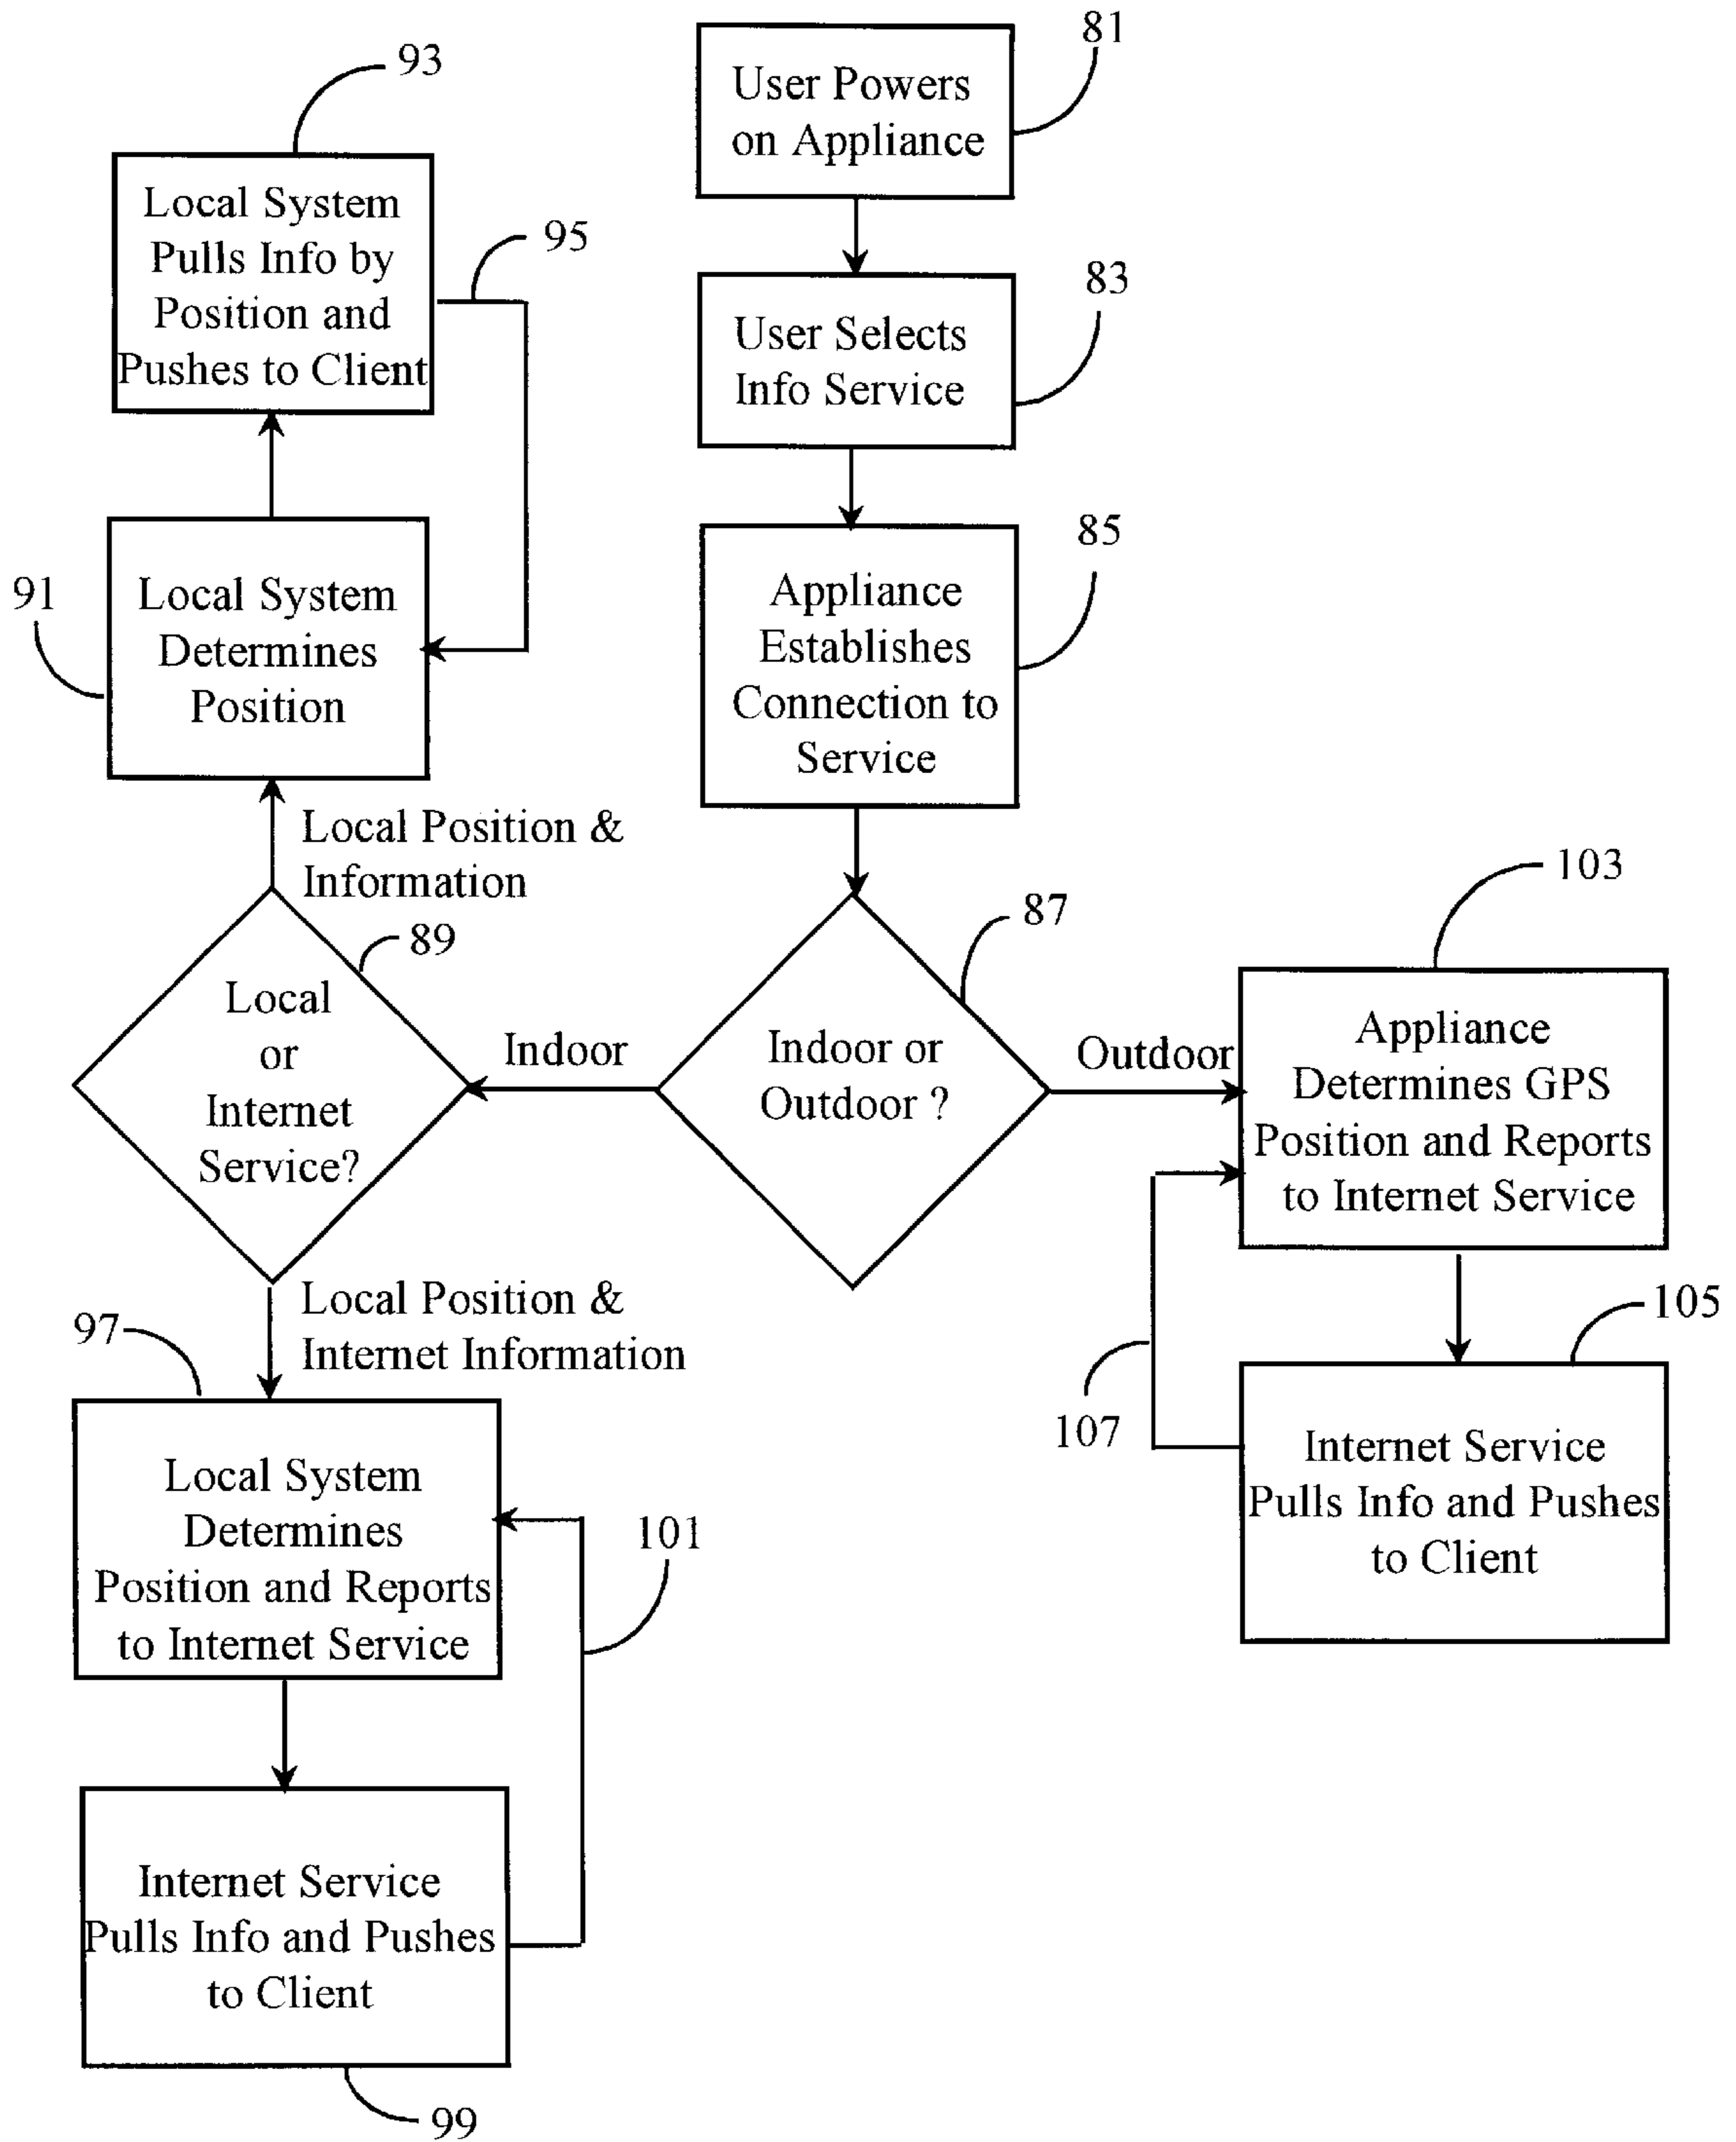 81
User Powers
on Appliance
83
User Selects
Info Service
85
Appliance
Establishes
Connection to
Service
87
Indoor or
Outdoor ?
Indoor
Outdoor
89
Local
or
Internet
Service?
Local Position &
Information
91
Local System
Determines
Position
93
Local System
Pulls Info by
Position and
Pushes to Client
95
Local Position &
Internet Information
97
Local System
Determines
Position and Reports
to Internet Service
101
Internet Service
Pulls Info and Pushes
to Client
99
103
Appliance
Determines GPS
Position and Reports
to Internet Service
105
107
Internet Service
Pulls Info and Pushes
to Client